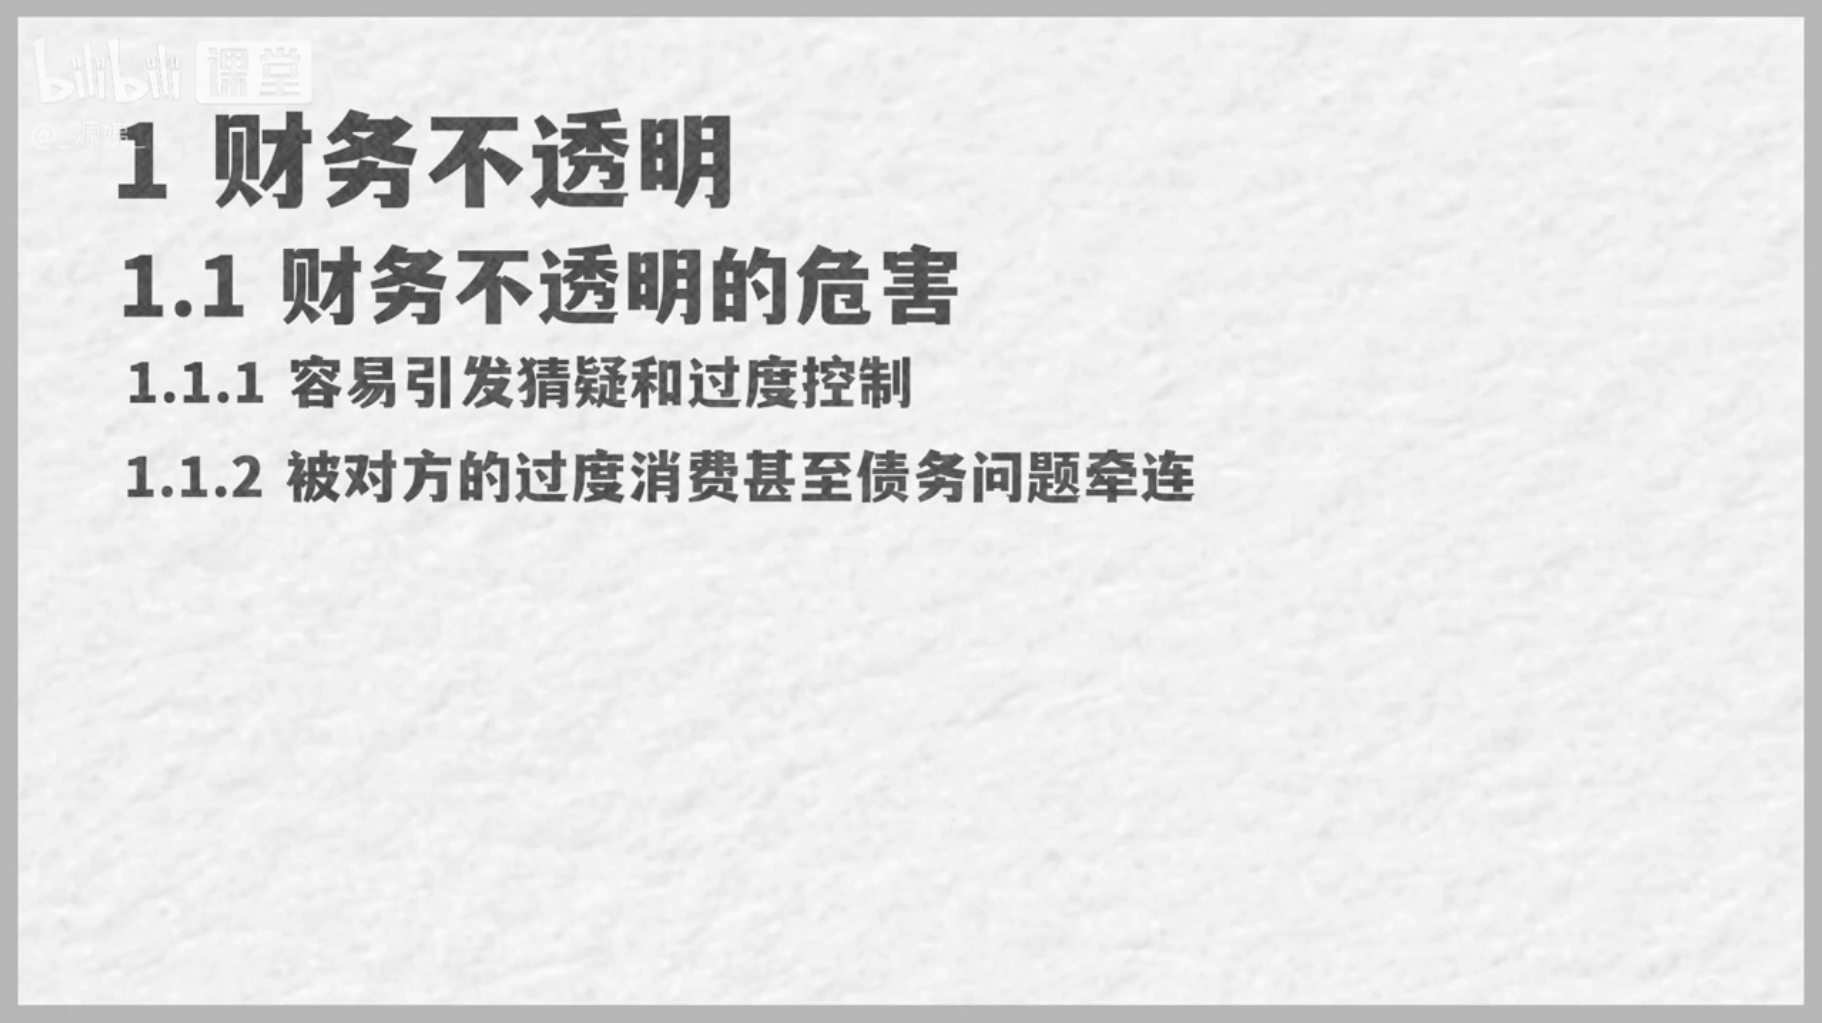 bilibili 课堂
1 财务不透明
1.1 财务不透明的危害
1.1.1 容易引发猜疑和过度控制
1.1.2 被对方的过度消费甚至债务问题牵连